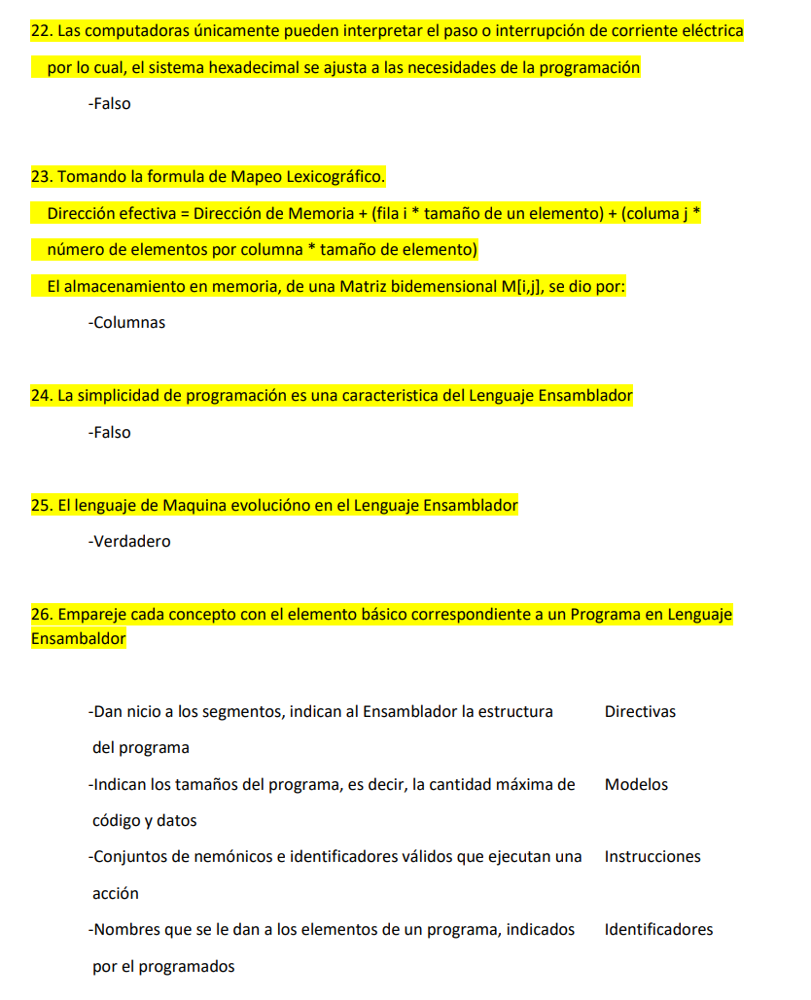 22. Las computadoras únicamente pueden interpretar el paso o interrupción de corriente eléctrica
por lo cual, el sistema hexadecimal se ajusta a las necesidades de la programación
-Falso
23. Tomando la formula de Mapeo Lexicográfico.
Dirección efectiva = Dirección de Memoria + (fila i * tamaño de un elemento) + (columa j *
número de elementos por columna * tamaño de elemento)
El almacenamiento en memoria, de una Matriz bidemensional M[i,j], se dio por:
-Columnas
24. La simplicidad de programación es una caracteristica del Lenguaje Ensamblador
-Falso
25. El lenguaje de Maquina evolucióno en el Lenguaje Ensamblador
-Verdadero
26. Empareje cada concepto con el elemento básico correspondiente a un Programa en Lenguaje
Ensambaldor
-Dan nicio a los segmentos, indican al Ensamblador la estructura Directivas
del programa
-Indican los tamaños del programa, es decir, la cantidad máxima de Modelos
código y datos
-Conjuntos de nemónicos e identificadores válidos que ejecutan una Instrucciones
acción
-Nombres que se le dan a los elementos de un programa, indicados Identificadores
por el programados